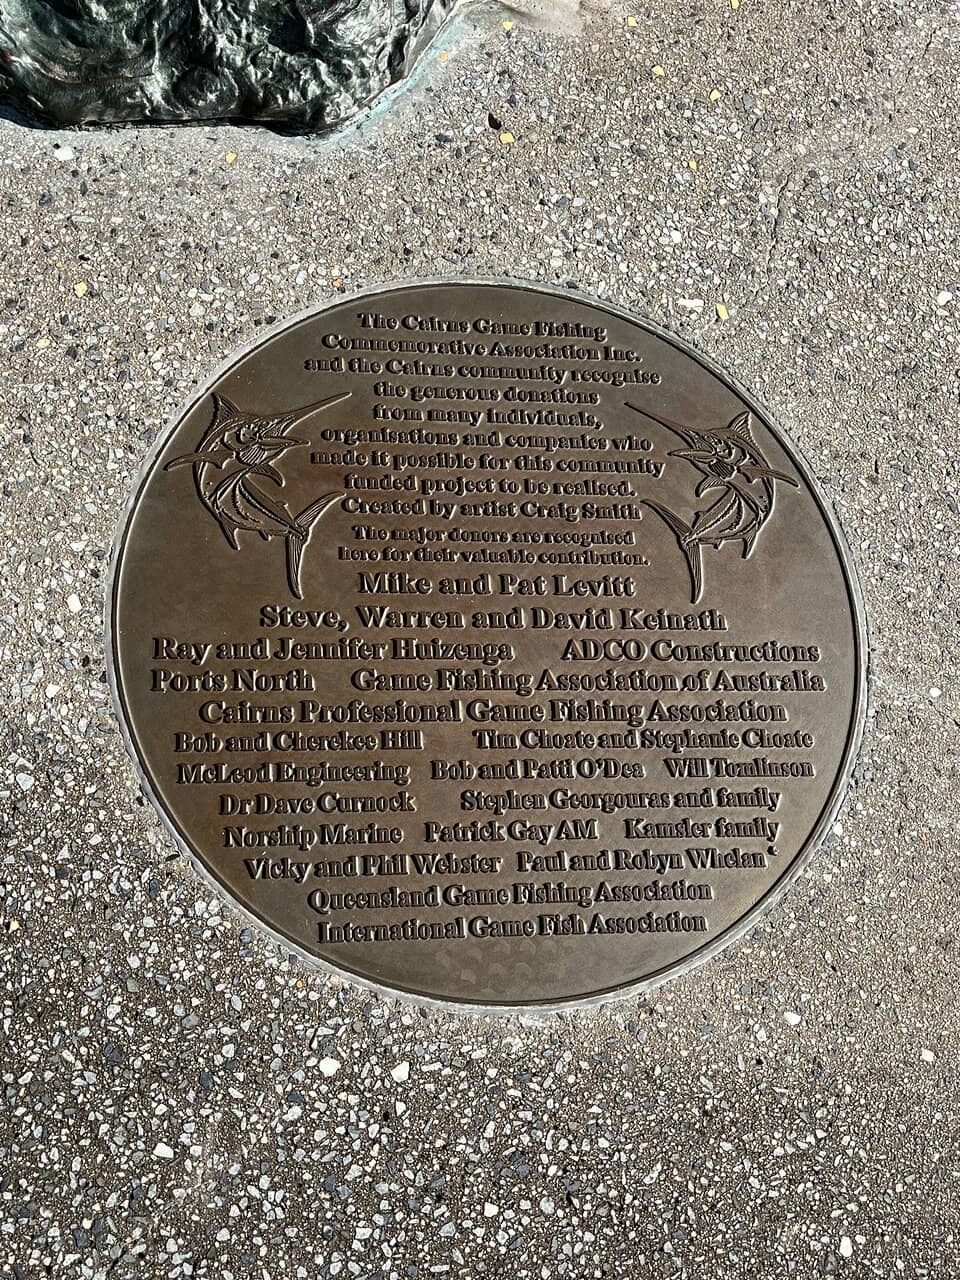 The Cairns Game Fishing
Commemorative Association Inc.
and the Cairns community recognise
the generous donations
from many individuals,
organisations and companies who
made it possible for this community
funded project to be realised.
Created by artist Craig Smith
The major donors are recognised
here for their valuable contribution.
Mike and Pat Levitt
Steve, Warren and David Keinath
Ray and Jennifer Huizenga ADCO Constructions
Ports North Game Fishing Association of Australia
Cairns Professional Game Fishing Association
Bob and Cherekee Hill Tim Choate and Stephanie Choate
McLeod Engineering Bob and Patti O'Dea Will Tomlinson
Dr Dave Curnock Stephen Georgouras and family
Norship Marine Patrick Gay AM Kamsler family
Vicky and Phil Webster Paul and Robyn Whelan
Queensland Game Fishing Association
International Game Fish Association